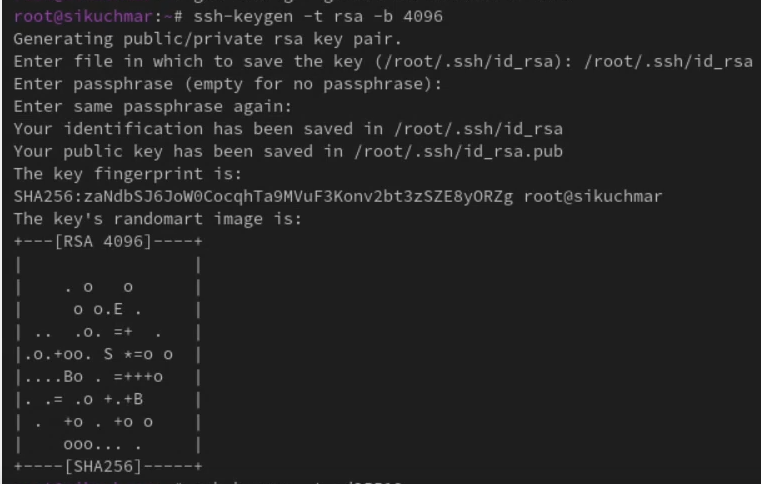 root@sikuchmar:~# ssh-keygen -t rsa -b 4096
Generating public/private rsa key pair.
Enter file in which to save the key (/root/.ssh/id_rsa): /root/.ssh/id_rsa
Enter passphrase (empty for no passphrase):
Enter same passphrase again:
Your identification has been saved in /root/.ssh/id_rsa
Your public key has been saved in /root/.ssh/id_rsa.pub
The key fingerprint is:
SHA256:zaNdbSJ6JoW0CocqhTa9MVuF3Konv2bt3zSZE8yORZg root@sikuchmar
The key's randomart image is:
+---[RSA 4096]----+
|                 |
|    . o   o      |
|     o o.E .     |
| ..  .o. =+  .   |
|.o.+oo. S *=o o  |
|....Bo . =+++o   |
|. .= .o +.+B     |
| .  +o . +o o    |
|    ooo... .     |
+----[SHA256]-----+